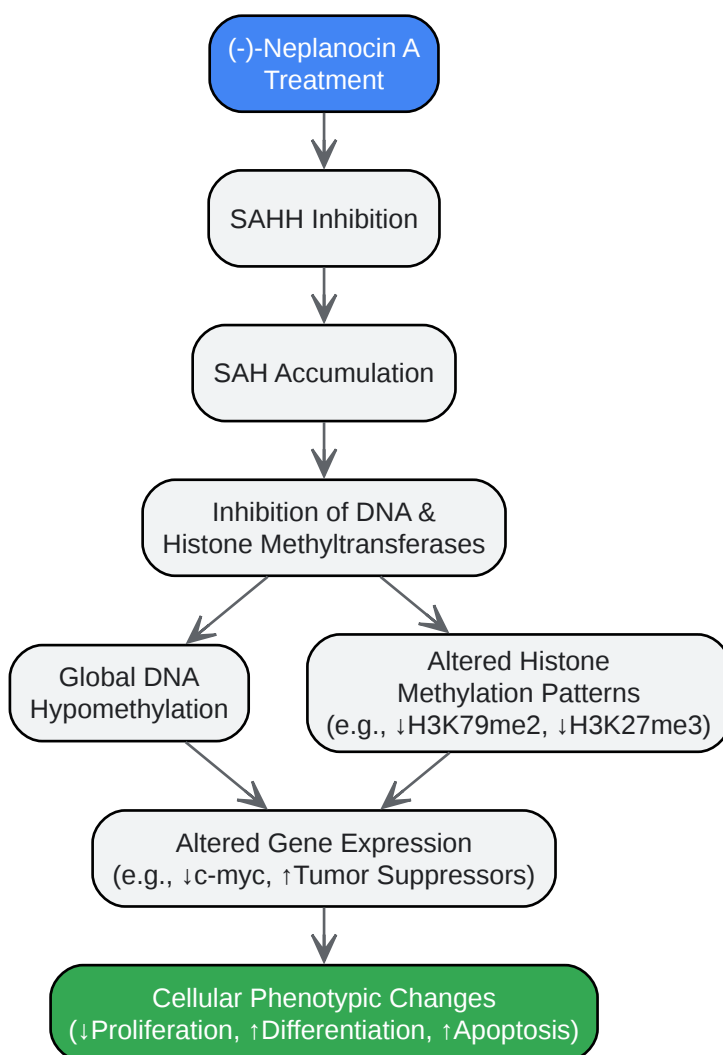 (-)-Neplanocin A
Treatment
SAHH Inhibition
SAH Accumulation
Inhibition of DNA &
Histone Methyltransferases
Global DNA
Hypomethylation
Altered Histone
Methylation Patterns
(e.g., ↓H3K79me2, ↓H3K27me3)
Altered Gene Expression
(e.g., ↓c-myc, ↑Tumor Suppressors)
Cellular Phenotypic Changes
(↓Proliferation, ↑Differentiation, ↑Apoptosis)